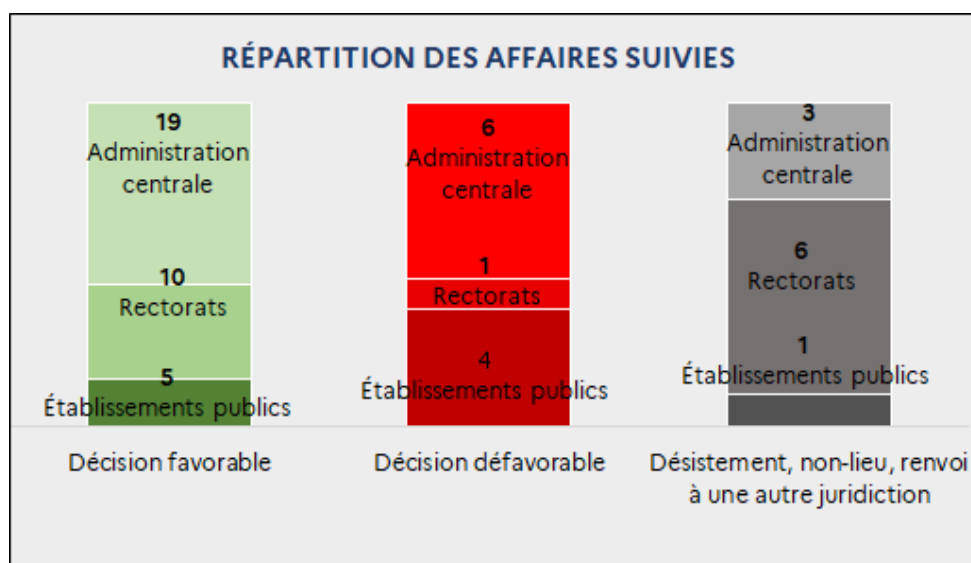 RÉPARTITION DES AFFAIRES SUIVIES
19
Administration
centrale
10
Rectorats
5
Établissements publics
Décision favorable
6
Administration
centrale
1
Rectorats
4
Établissements publics
Décision défavorable
3
Administration
centrale
6
Rectorats
1
Établissements publics
Désistement, non-lieu, renvoi
à une autre juridiction